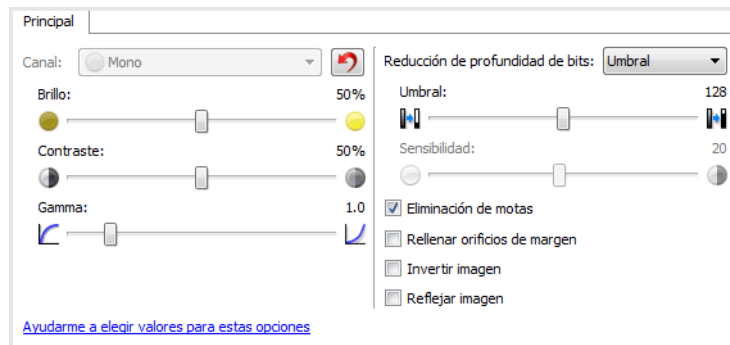 Principal
Canal:
Mono
Brillo:
50%
Contraste:
50%
Gamma:
1.0
Ayudarme a elegir valores para estas opciones
Reducción de profundidad de bits:
Umbral
Umbral:
128
Sensibilidad:
20
Eliminación de motas
Rellenar orificios de margen
Invertir imagen
Reflejar imagen